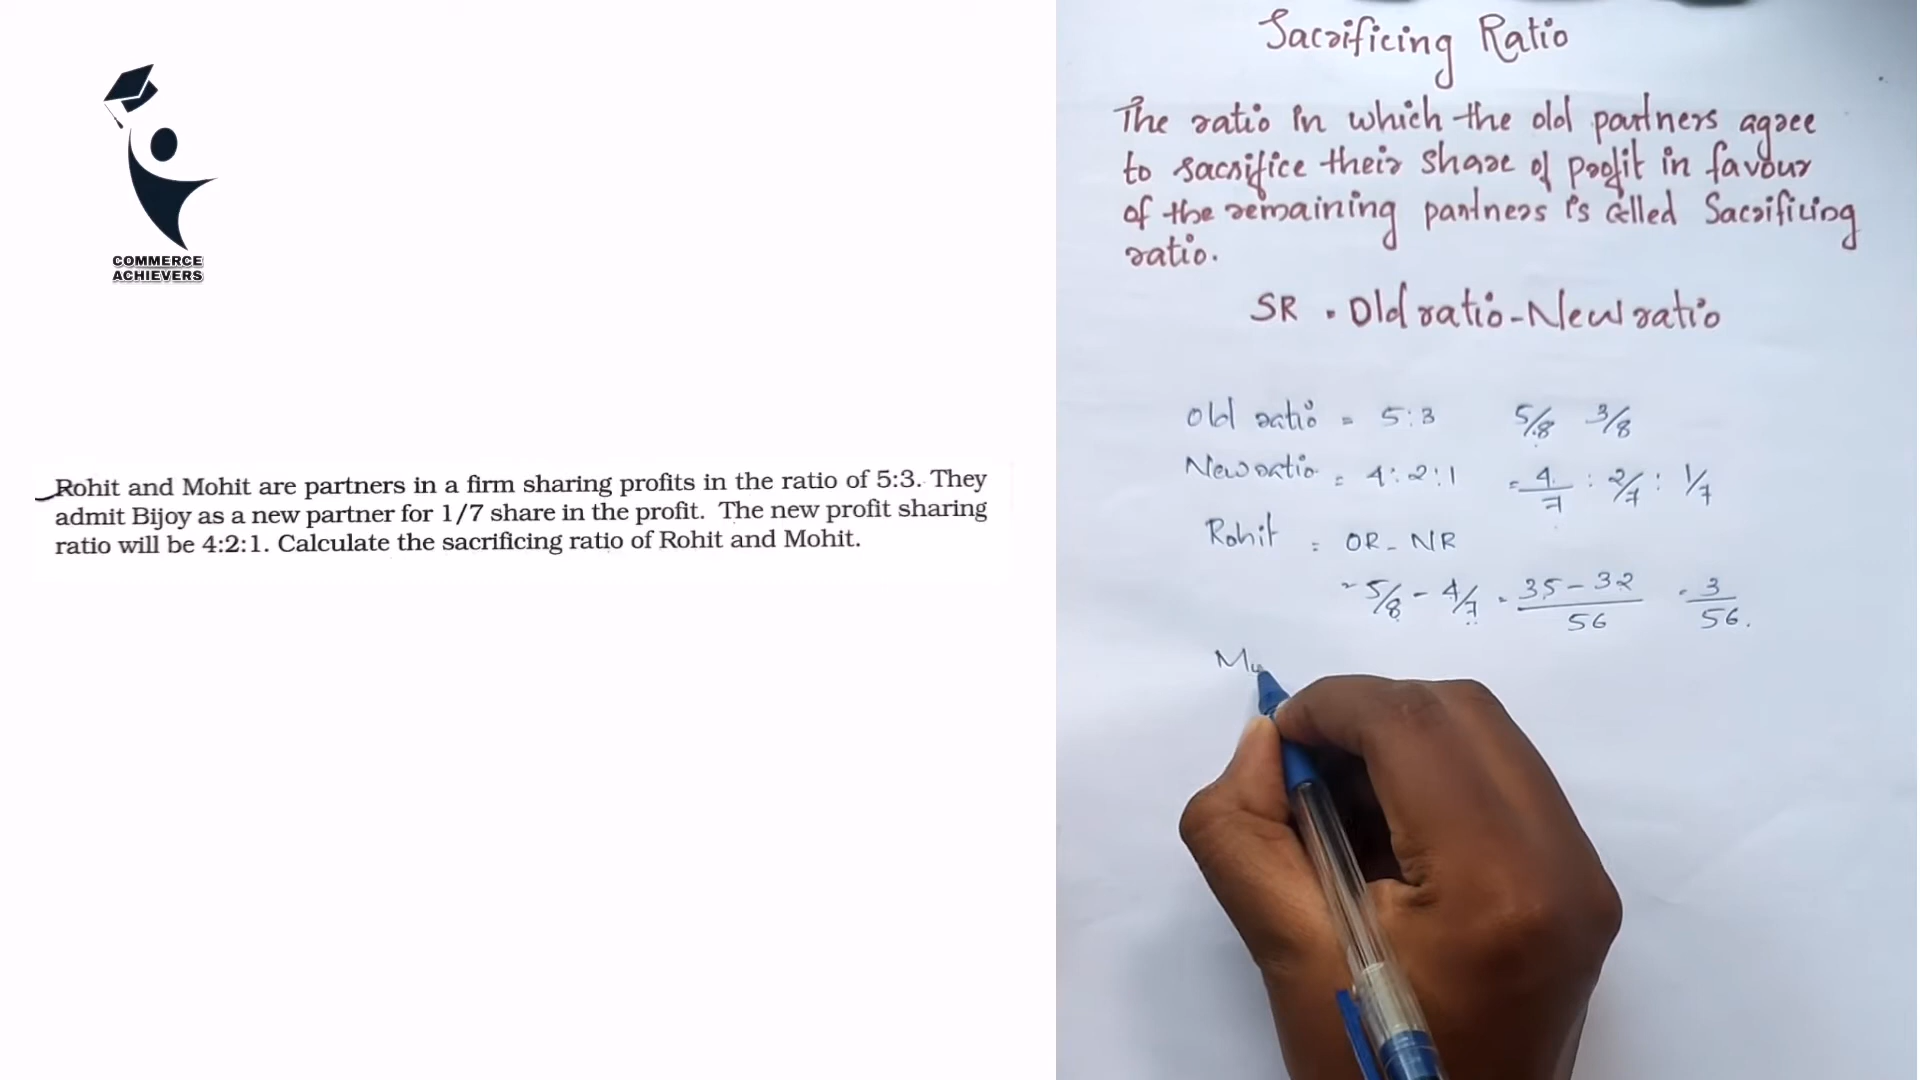 COMMERCE
ACHIEVERS
Rohit and Mohit are partners in a firm sharing profits in the ratio of 5:3. They
admit Bijoy as a new partner for 1/7 share in the profit. The new profit sharing
ratio will be 4:2:1. Calculate the sacrificing ratio of Rohit and Mohit.
Sacrificing Ratio
The ratio in which the old partners agree
to sacrifice their share of profit in favour
of the remaining partners is called Sacrificing
ratio.
SR = Old ratio - New ratio
Old ratio = 5:3 5/8 3/8
New ratio = 4:2:1 = 4/7 : 2/7 : 1/7
Rohit = OR - NR
= 5/8 - 4/7 = 35 - 32 / 56 = 3/56.